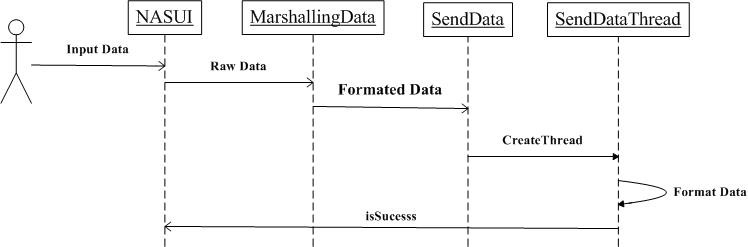 NASUI
MarshallingData
SendData
SendDataThread
Input Data
Raw Data
Formated Data
CreateThread
Format Data
isSucesss